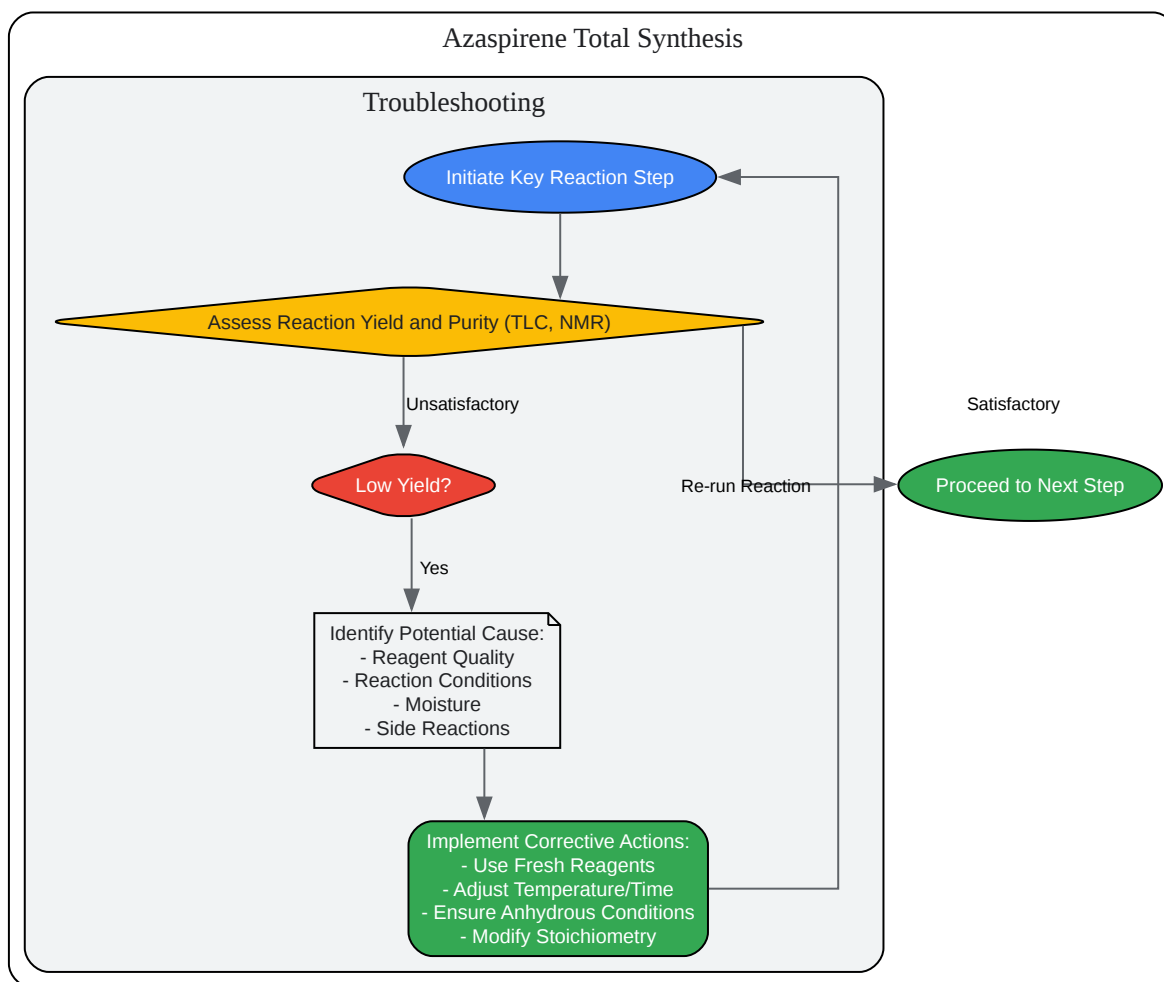 Azaspirene Total Synthesis
Troubleshooting
Initiate Key Reaction Step
Assess Reaction Yield and Purity (TLC, NMR)
Unsatisfactory
Satisfactory
Low Yield?
Re-run Reaction
Proceed to Next Step
Yes
Identify Potential Cause:
- Reagent Quality
- Reaction Conditions
- Moisture
- Side Reactions
Implement Corrective Actions:
- Use Fresh Reagents
- Adjust Temperature/Time
- Ensure Anhydrous Conditions
- Modify Stoichiometry